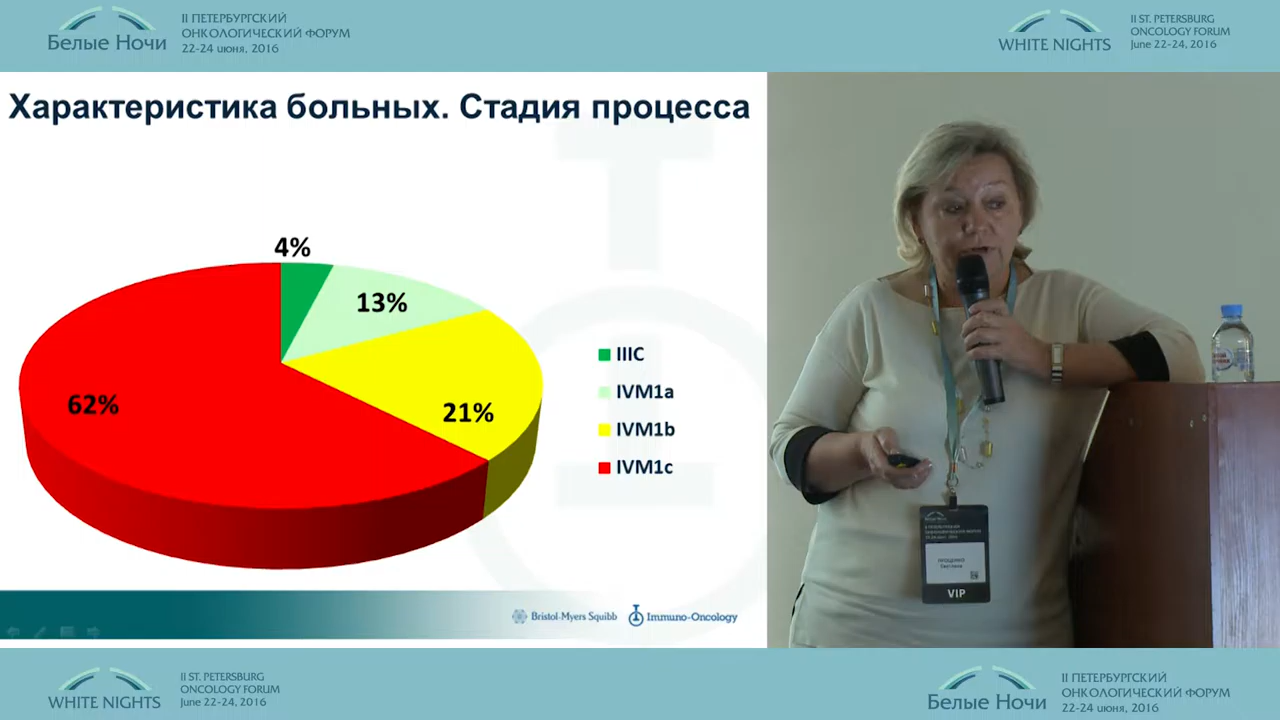 Белые Ночи
II ПЕТЕРБУРГСКИЙ
ОНКОЛОГИЧЕСКИЙ ФОРУМ
22-24 июня, 2016
WHITE NIGHTS
II ST. PETERSBURG
ONCOLOGY FORUM
June 22-24, 2016
Характеристика больных. Стадия процесса
4%
13%
62%
21%
IIIC
IVM1a
IVM1b
IVM1c
Bristol-Myers Squibb
Immuno-Oncology
VIP
WHITE NIGHTS
II ST. PETERSBURG
ONCOLOGY FORUM
June 22-24, 2016
Белые Ночи
II ПЕТЕРБУРГСКИЙ
ОНКОЛОГИЧЕСКИЙ ФОРУМ
22-24 июня, 2016